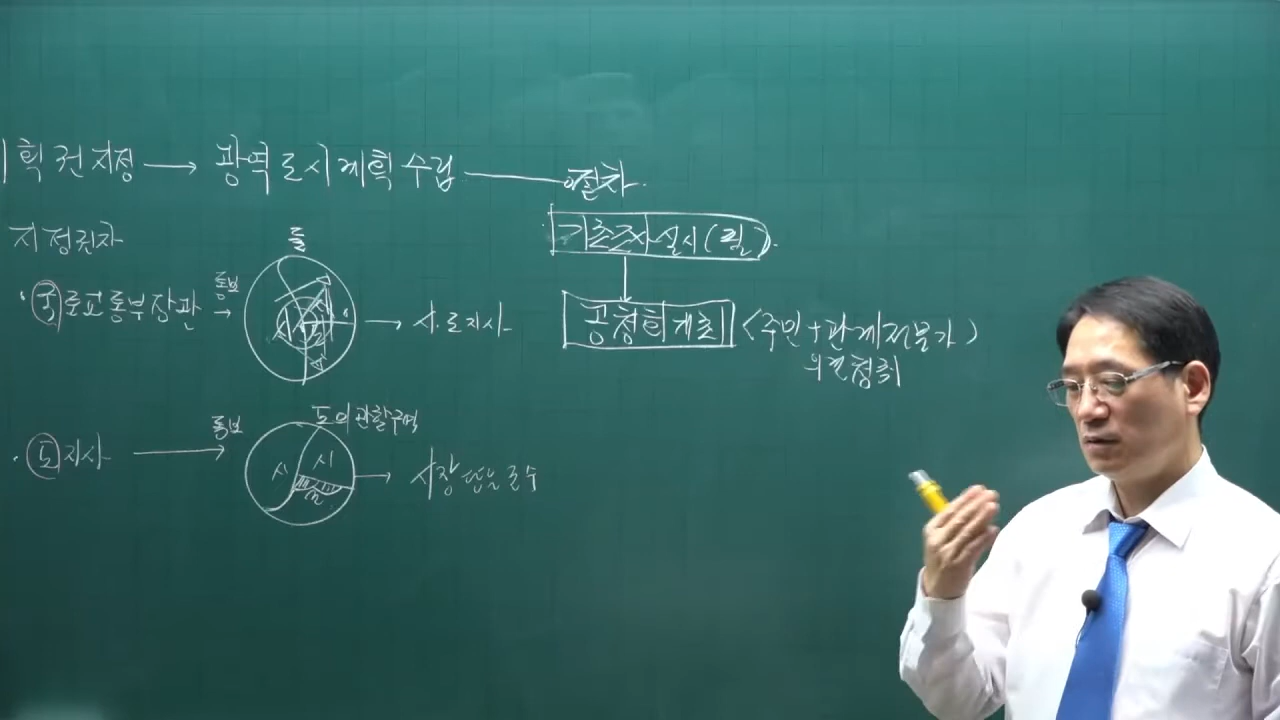 획권지정 → 광역도시계획수립 → 절차
지정권자
기초조사실시(필)
통보
국토교통부장관 → → 시·도지사
공청회개최 (주민+관계전문가)
의견청취
통보 도의관할구역
도지사 → → 시장 또는 군수
시 시
군